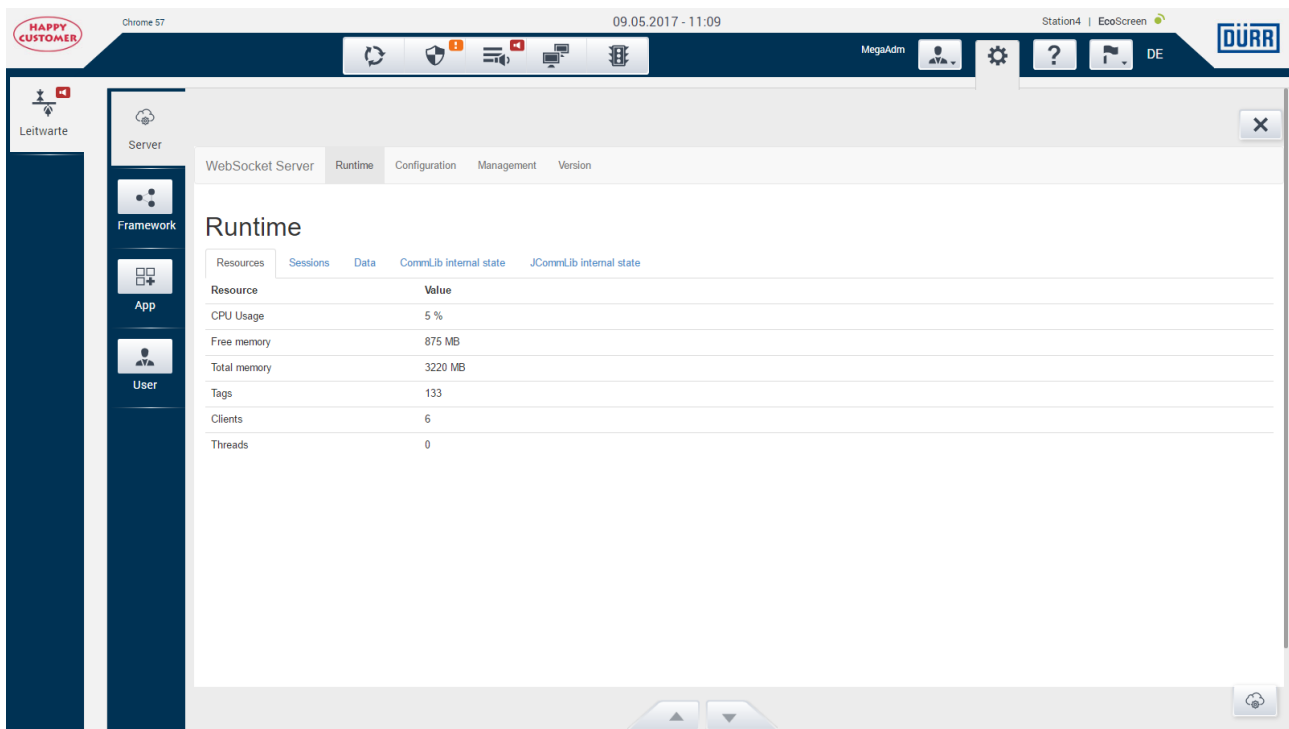 HAPPY
CUSTOMER
Chrome 57
09.05.2017 - 11:09
Station4 | EcoScreen
DÜRR
MegaAdm
?
DE
Leitwarte
Server
Framework
App
User
WebSocket Server Runtime Configuration Management Version
Runtime
Resources Sessions Data CommLib internal state JCommLib internal state
Resource Value
CPU Usage 5 %
Free memory 875 MB
Total memory 3220 MB
Tags 133
Clients 6
Threads 0